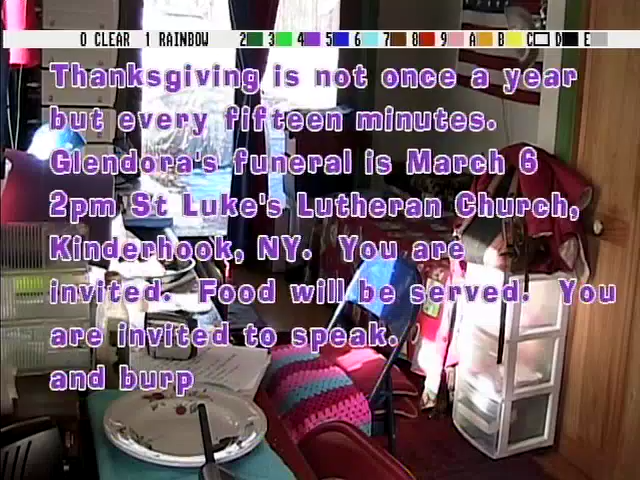 0 CLEAR 1 RAINBOW 2 3 4 5 6 7 8 9 A B C D E
Thanksgiving is not once a year
but every fifteen minutes.
Glendora's funeral is March 6
2pm St Luke's Lutheran Church,
Kinderhook, NY. You are
invited. Food will be served. You
are invited to speak.
and burp